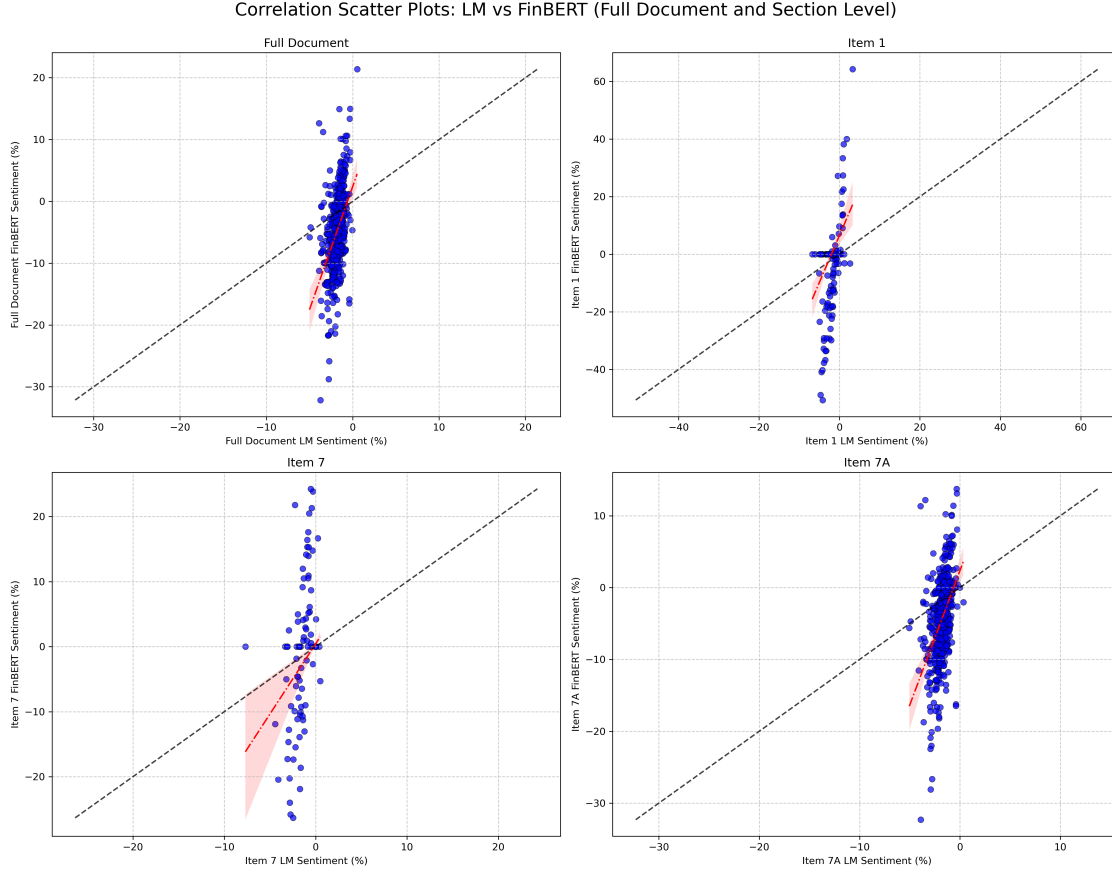 Correlation Scatter Plots: LM vs FinBERT (Full Document and Section Level)
Full Document
20
10
0
−10
−20
−30
Full Document FinBERT Sentiment (%)
−30 −20 −10 0 10 20
Full Document LM Sentiment (%)
Item 1
60
40
20
0
−20
−40
Item 1 FinBERT Sentiment (%)
−40 −20 0 20 40 60
Item 1 LM Sentiment (%)
Item 7
20
10
0
−10
−20
Item 7 FinBERT Sentiment (%)
−20 −10 0 10 20
Item 7 LM Sentiment (%)
Item 7A
10
0
−10
−20
−30
Item 7A FinBERT Sentiment (%)
−30 −20 −10 0 10
Item 7A LM Sentiment (%)